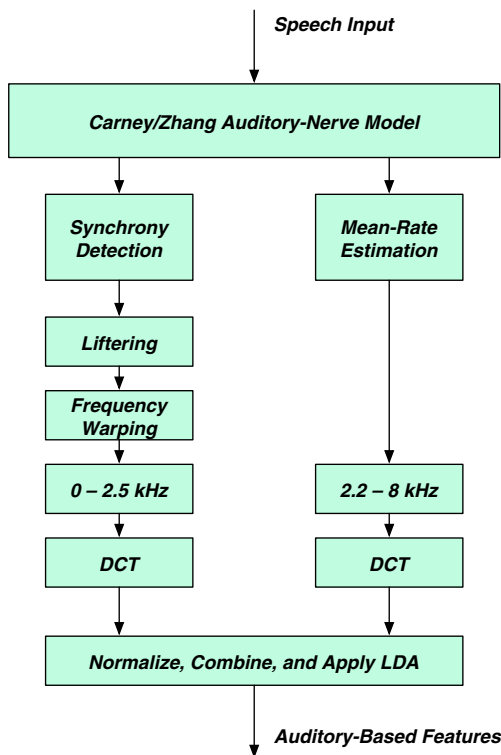 Speech Input
Carney/Zhang Auditory-Nerve Model
Synchrony
Detection
Mean-Rate
Estimation
Liftering
Frequency
Warping
0 – 2.5 kHz
2.2 – 8 kHz
DCT
DCT
Normalize, Combine, and Apply LDA
Auditory-Based Features